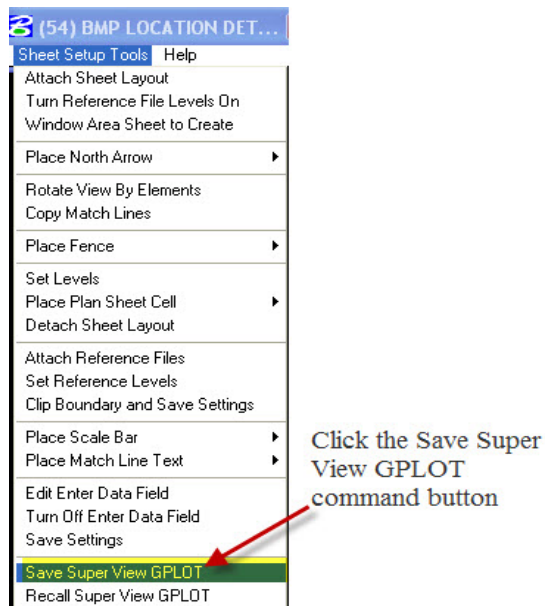 (54) BMP LOCATION DET...
Sheet Setup Tools Help
Attach Sheet Layout
Turn Reference File Levels On
Window Area Sheet to Create
Place North Arrow
Rotate View By Elements
Copy Match Lines
Place Fence
Set Levels
Place Plan Sheet Cell
Detach Sheet Layout
Attach Reference Files
Set Reference Levels
Clip Boundary and Save Settings
Place Scale Bar
Place Match Line Text
Edit Enter Data Field
Turn Off Enter Data Field
Save Settings
Save Super View GPLOT
Recall Super View GPLOT
Click the Save Super
View GPLOT
command button